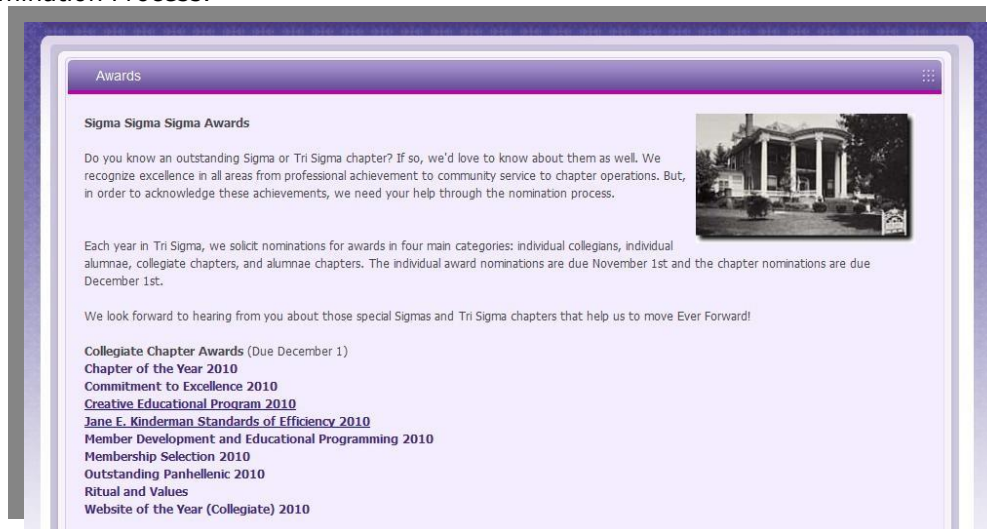 Awards
Sigma Sigma Sigma Awards
Do you know an outstanding Sigma or Tri Sigma chapter? If so, we'd love to know about them as well. We
recognize excellence in all areas from professional achievement to community service to chapter operations. But,
in order to acknowledge these achievements, we need your help through the nomination process.
Each year in Tri Sigma, we solicit nominations for awards in four main categories: individual collegians, individual
alumnae, collegiate chapters, and alumnae chapters. The individual award nominations are due November 1st and the chapter nominations are due
December 1st.
We look forward to hearing from you about those special Sigmas and Tri Sigma chapters that help us to move Ever Forward!
Collegiate Chapter Awards (Due December 1)
Chapter of the Year 2010
Commitment to Excellence 2010
Creative Educational Program 2010
Jane E. Kinderman Standards of Efficiency 2010
Member Development and Educational Programming 2010
Membership Selection 2010
Outstanding Panhellenic 2010
Ritual and Values
Website of the Year (Collegiate) 2010